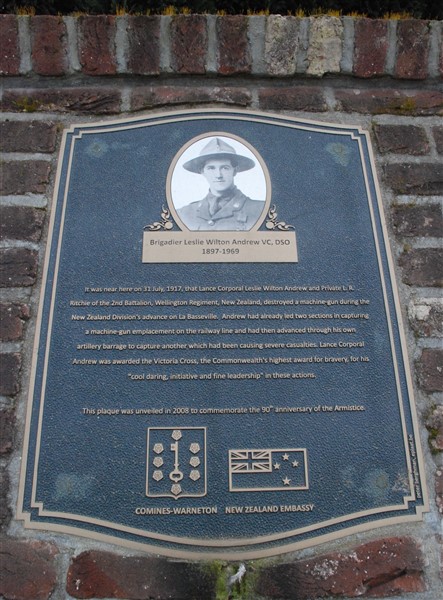 Brigadier Leslie Wilton Andrew VC, DSO
1897-1969
It was near here on 31 July, 1917, that Lance Corporal Leslie Wilton Andrew and Private L. R.
Ritchie of the 2nd Battalion, Wellington Regiment, New Zealand, destroyed a machine-gun during the
New Zealand Division's advance on La Basseville. Andrew had already led two sections in capturing
a machine-gun emplacement on the railway line and had then advanced through his own
artillery barrage to capture another which had been causing severe casualties. Lance Corporal
Andrew was awarded the Victoria Cross, the Commonwealth's highest award for bravery, for his
"cool daring, initiative and fine leadership" in these actions.
This plaque was unveiled in 2008 to commemorate the 90th anniversary of the Armistice.
COMINES-WARNETON NEW ZEALAND EMBASSY